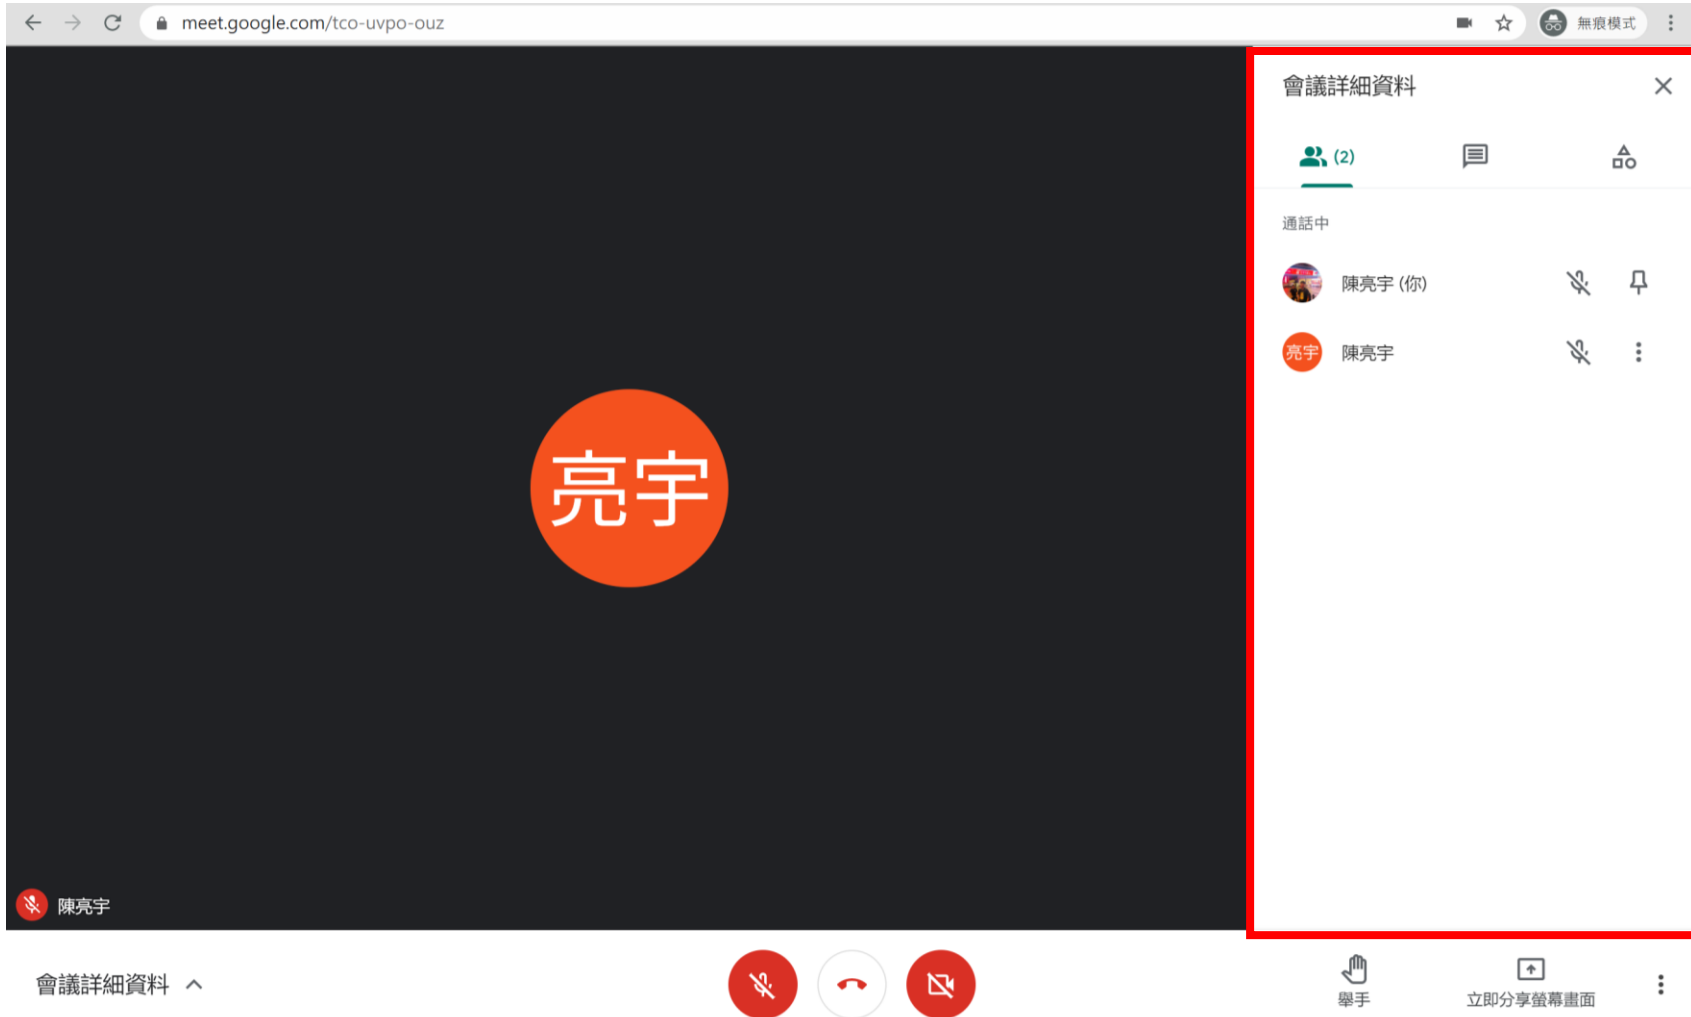 meet.google.com/tco-uvpo-ouz
無痕模式
會議詳細資料
(2)
通話中
陳亮宇 (你)
亮宇
陳亮宇
亮宇
陳亮宇
會議詳細資料
舉手
立即分享螢幕畫面